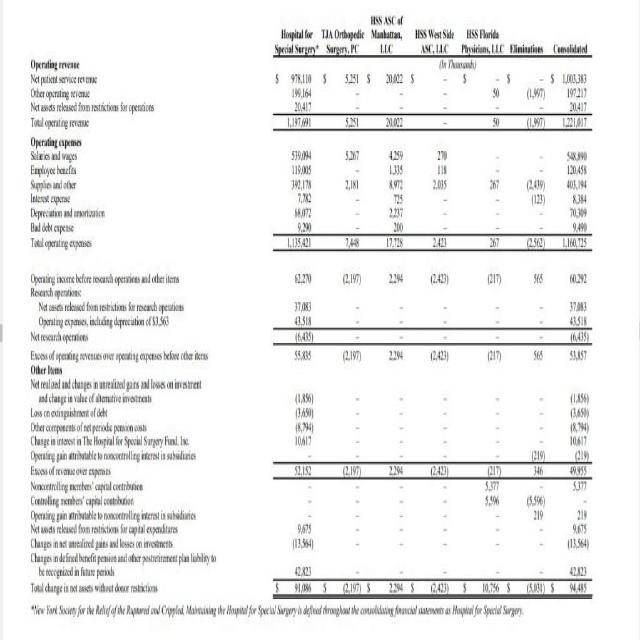 HSS ASC of
Hospital for TJA Orthopedic Manhattan, HSS West Side HSS Florida
Special Surgery* Surgery, PC LLC ASC, LLC Physicians, LLC Eliminations Consolidated
(In Thousands)
Operating revenue
Net patient service revenue $ 978,110 $ 5,251 $ 20,022 $ – $ – $ – $ 1,003,383
Other operating revenue 199,164 – – – 50 (1,997) 197,217
Net assets released from restrictions for operations 20,417 – – – – – 20,417
Total operating revenue 1,197,691 5,251 20,022 – 50 (1,997) 1,221,017
Operating expenses
Salaries and wages 539,094 5,267 4,259 270 – – 548,890
Employee benefits 119,005 – 1,335 118 – – 120,458
Supplies and other 392,178 2,181 8,972 2,035 267 (2,439) 403,194
Interest expense 7,782 – 725 – – (123) 8,384
Depreciation and amortization 68,072 – 2,237 – – – 70,309
Bad debt expense 9,290 – 200 – – – 9,490
Total operating expenses 1,135,421 7,448 17,728 2,423 267 (2,562) 1,160,725
Operating income before research operations and other items 62,270 (2,197) 2,294 (2,423) (217) 565 60,292
Research operations:
Net assets released from restrictions for research operations 37,083 – – – – – 37,083
Operating expenses, including depreciation of $3,563 43,518 – – – – – 43,518
Net research operations (6,435) – – – – – (6,435)
Excess of operating revenues over operating expenses before other items 55,835 (2,197) 2,294 (2,423) (217) 565 53,857
Other Items
Net realized and changes in unrealized gains and losses on investment
and change in value of alternative investments (1,856) – – – – – (1,856)
Loss on extinguishment of debt (3,650) – – – – – (3,650)
Other components of net periodic pension costs (8,794) – – – – – (8,794)
Change in interest in The Hospital for Special Surgery Fund, Inc. 10,617 – – – – – 10,617
Operating gain attributable to noncontrolling interest in subsidiaries – – – – – (219) (219)
Excess of revenue over expenses 52,152 (2,197) 2,294 (2,423) (217) 346 49,955
Noncontrolling members' capital contribution – – – – 5,377 – 5,377
Controlling members' capital contribution – – – – 5,596 (5,596) –
Operating gain attributable to noncontrolling interest in subsidiaries – – – – – 219 219
Net assets released from restrictions for capital expenditures 9,675 – – – – – 9,675
Changes in net unrealized gains and losses on investments (13,564) – – – – – (13,564)
Changes in defined benefit pension and other postretirement plan liability to
be recognized in future periods 42,823 – – – – – 42,823
Total change in net assets without donor restrictions $ 91,086 $ (2,197) $ 2,294 $ (2,423) $ 10,756 $ (5,031) $ 94,485
*New York Society for the Relief of the Ruptured and Crippled, Maintaining the Hospital for Special Surgery is defined throughout the consolidating financial statements as Hospital for Special Surgery.